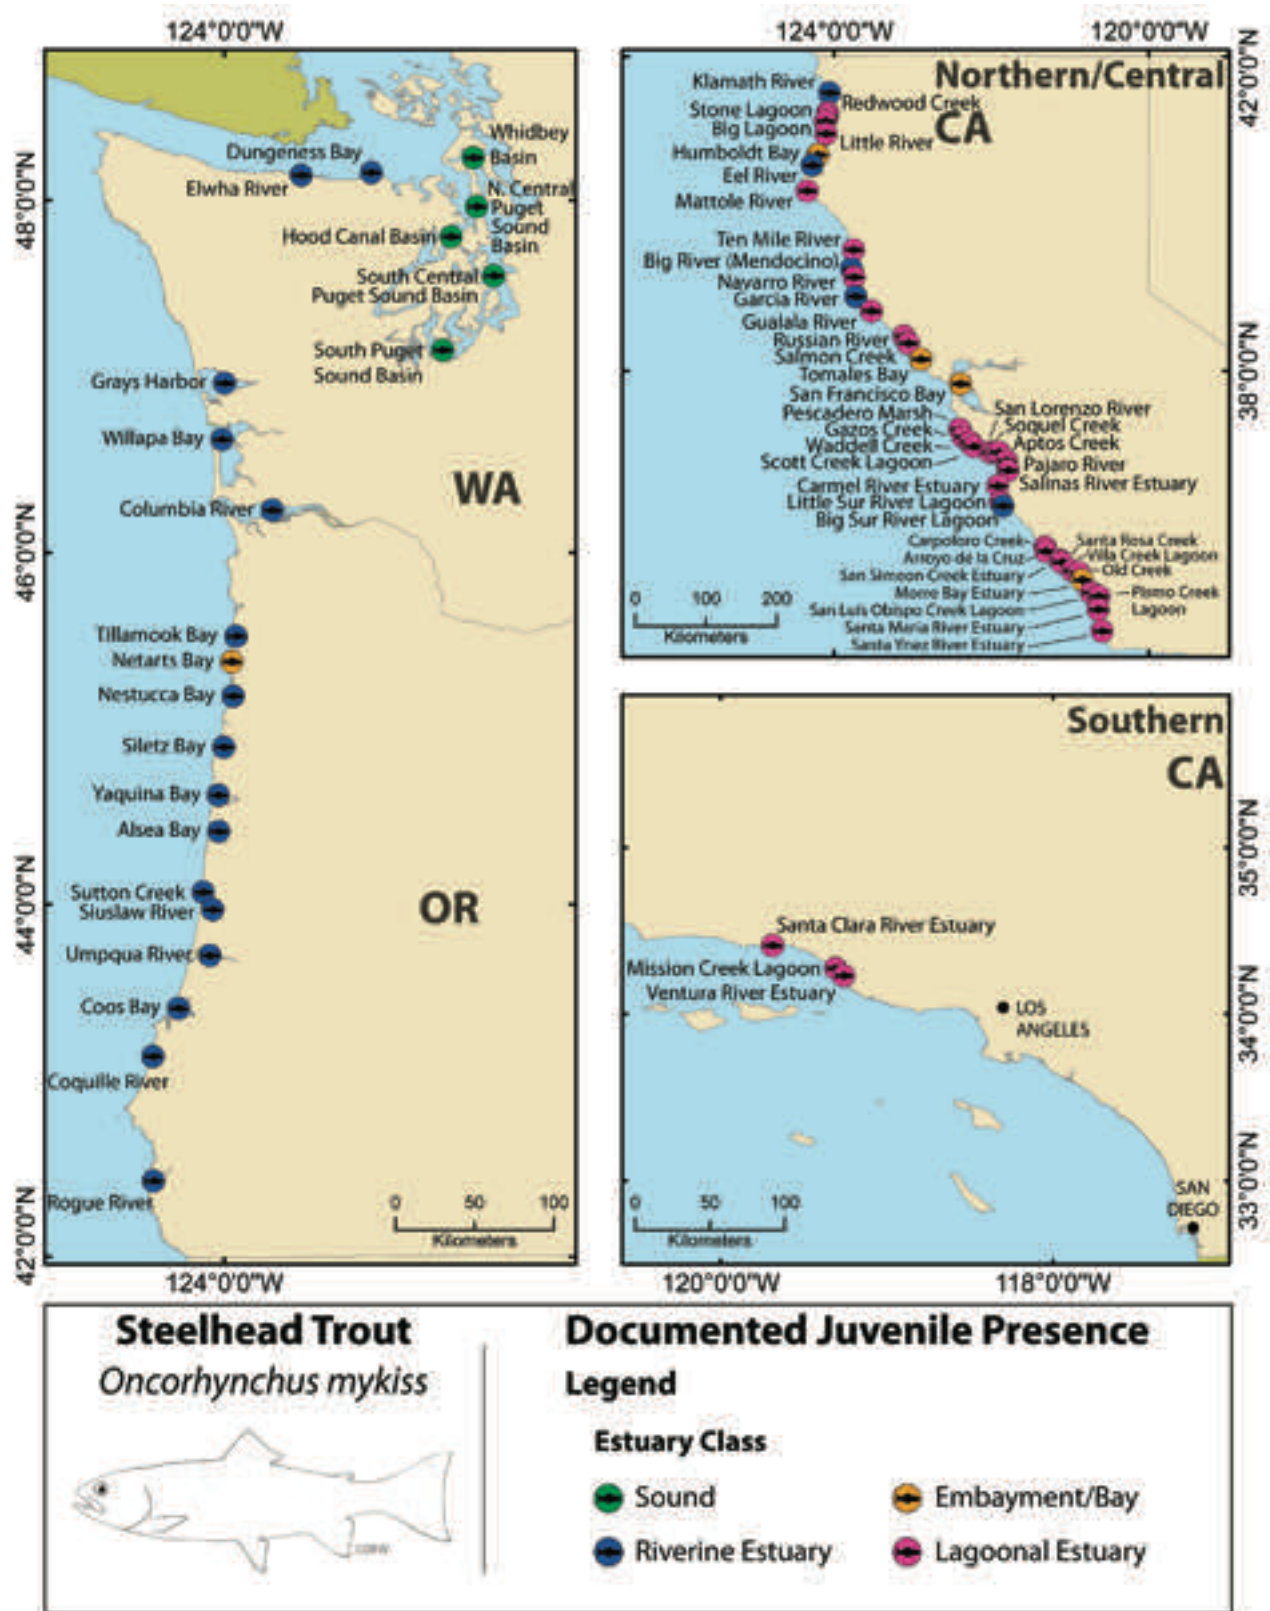 124°0'0"W
48°0'0"N
46°0'0"N
44°0'0"N
42°0'0"N
Whidbey
Basin
Dungeness Bay
Elwha River
N. Central
Puget
Sound
Basin
Hood Canal Basin
South Central
Puget Sound Basin
South Puget
Sound Basin
Grays Harbor
Willapa Bay
WA
Columbia River
Tillamook Bay
Netarts Bay
Nestucca Bay
Siletz Bay
Yaquina Bay
Alsea Bay
Sutton Creek
Siuslaw River
OR
Umpqua River
Coos Bay
Coquille River
Rogue River
0 50 100
Kilometers
124°0'0"W
124°0'0"W 120°0'0"W
42°0'0"N
38°0'0"N
Northern/Central
CA
Klamath River
Redwood Creek
Stone Lagoon
Big Lagoon
Little River
Humboldt Bay
Eel River
Mattole River
Ten Mile River
Big River (Mendocino)
Navarro River
Garcia River
Gualala River
Russian River
Salmon Creek
Tomales Bay
San Francisco Bay
Pescadero Marsh
San Lorenzo River
Gazos Creek
Soquel Creek
Waddell Creek
Aptos Creek
Scott Creek Lagoon
Pajaro River
Carmel River Estuary
Salinas River Estuary
Little Sur River Lagoon
Big Sur River Lagoon
Carpoforo Creek
Santa Rosa Creek
Arroyo de la Cruz
Villa Creek Lagoon
San Simeon Creek Estuary
Old Creek
Morro Bay Estuary
Pismo Creek
Lagoon
San Luis Obispo Creek Lagoon
Santa Maria River Estuary
Santa Ynez River Estuary
0 100 200
Kilometers
Southern
CA
35°0'0"N
34°0'0"N
33°0'0"N
Santa Clara River Estuary
Mission Creek Lagoon
Ventura River Estuary
LOS
ANGELES
SAN
DIEGO
0 50 100
Kilometers
120°0'0"W 118°0'0"W
Steelhead Trout
Oncorhynchus mykiss
Documented Juvenile Presence
Legend
Estuary Class
Sound
Embayment/Bay
Riverine Estuary
Lagoonal Estuary